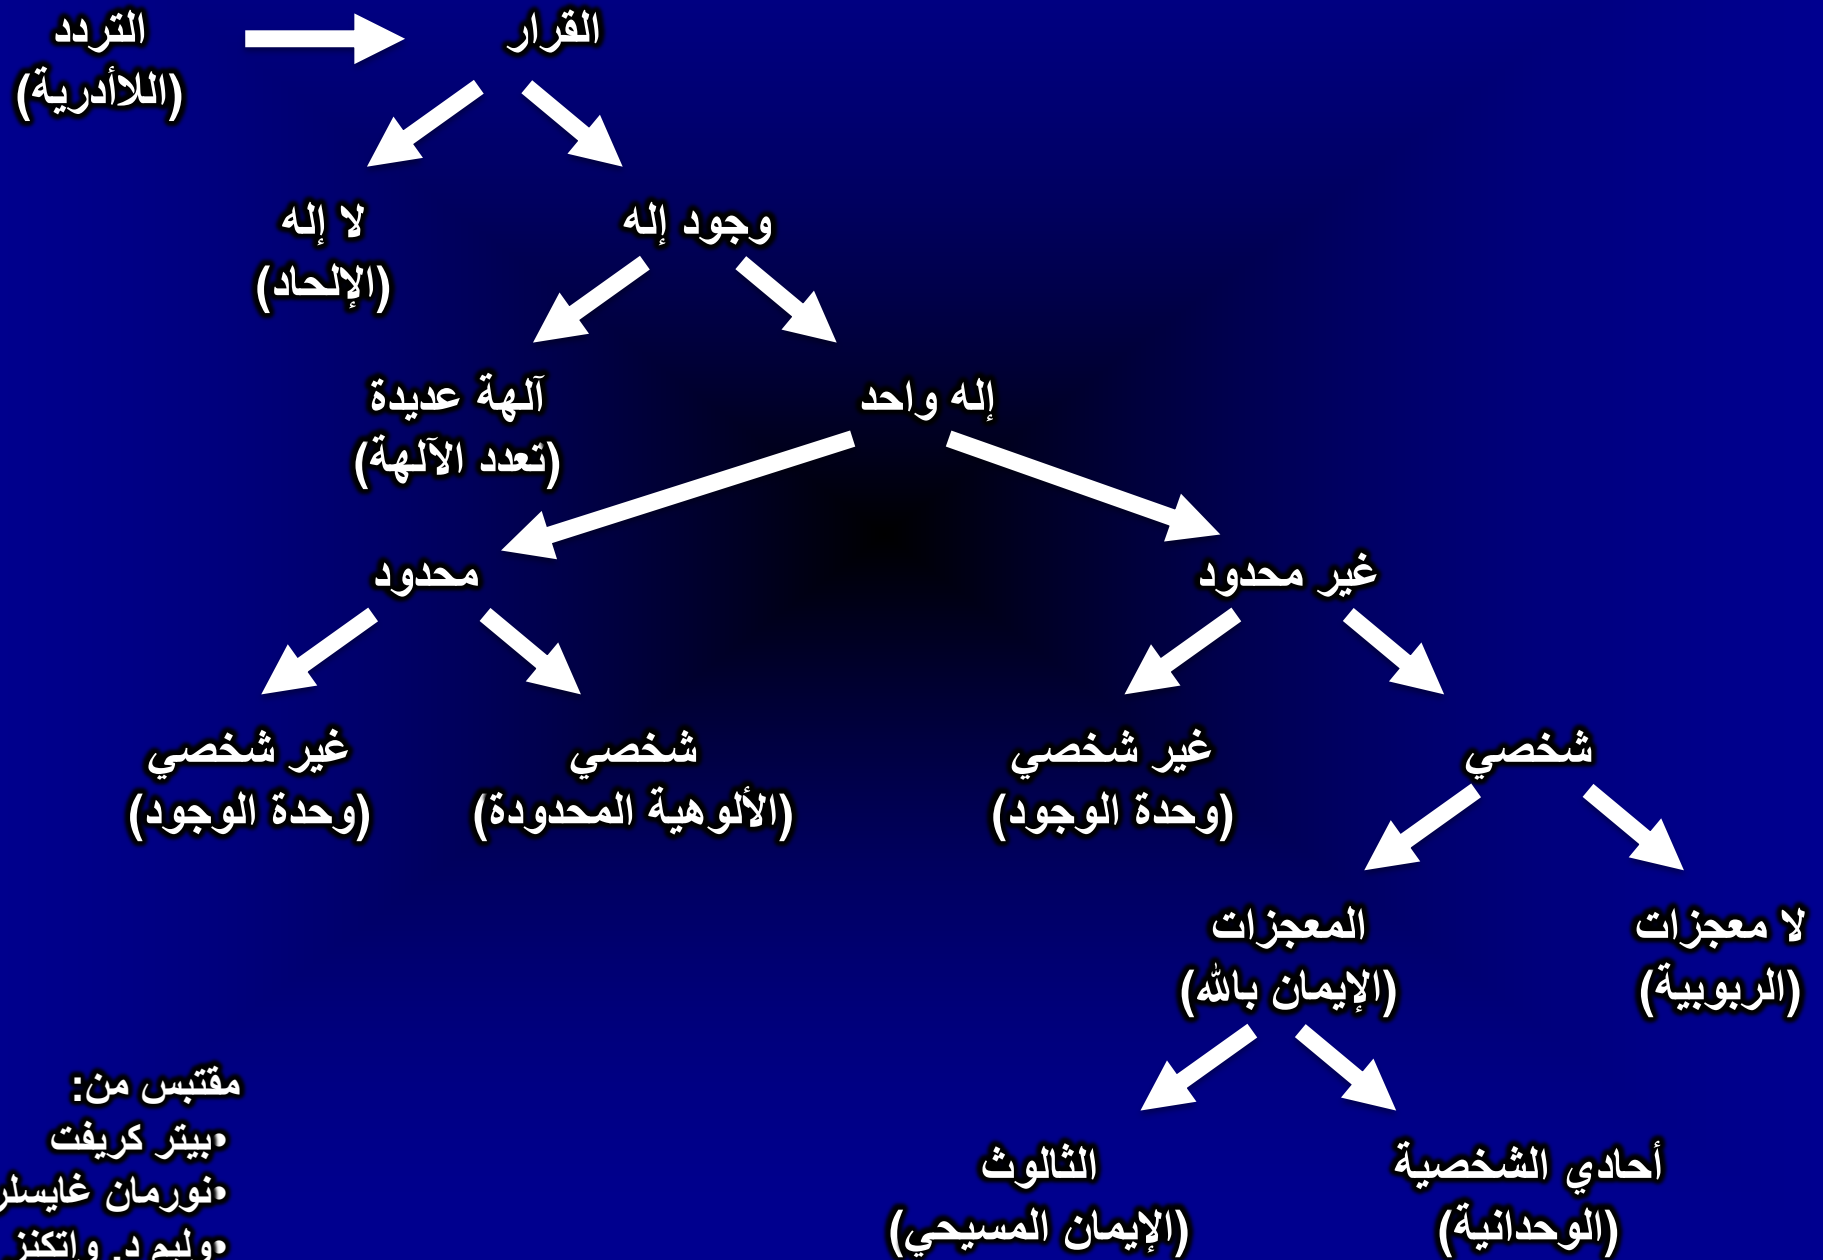 التردد
(اللاأدرية)
القرار
لا إله
(الإلحاد)
وجود إله
آلهة عديدة
(تعدد الآلهة)
إله واحد
محدود
غير محدود
غير شخصي
(وحدة الوجود)
شخصي
(الألوهية المحدودة)
غير شخصي
(وحدة الوجود)
شخصي
المعجزات
(الإيمان بالله)
لا معجزات
(الربوبية)
الثالوث
(الإيمان المسيحي)
أحادي الشخصية
(الوحدانية)
مقتبس من:
•بيتر كريفت
•نورمان غايسلر
•وليم د. واتكنز